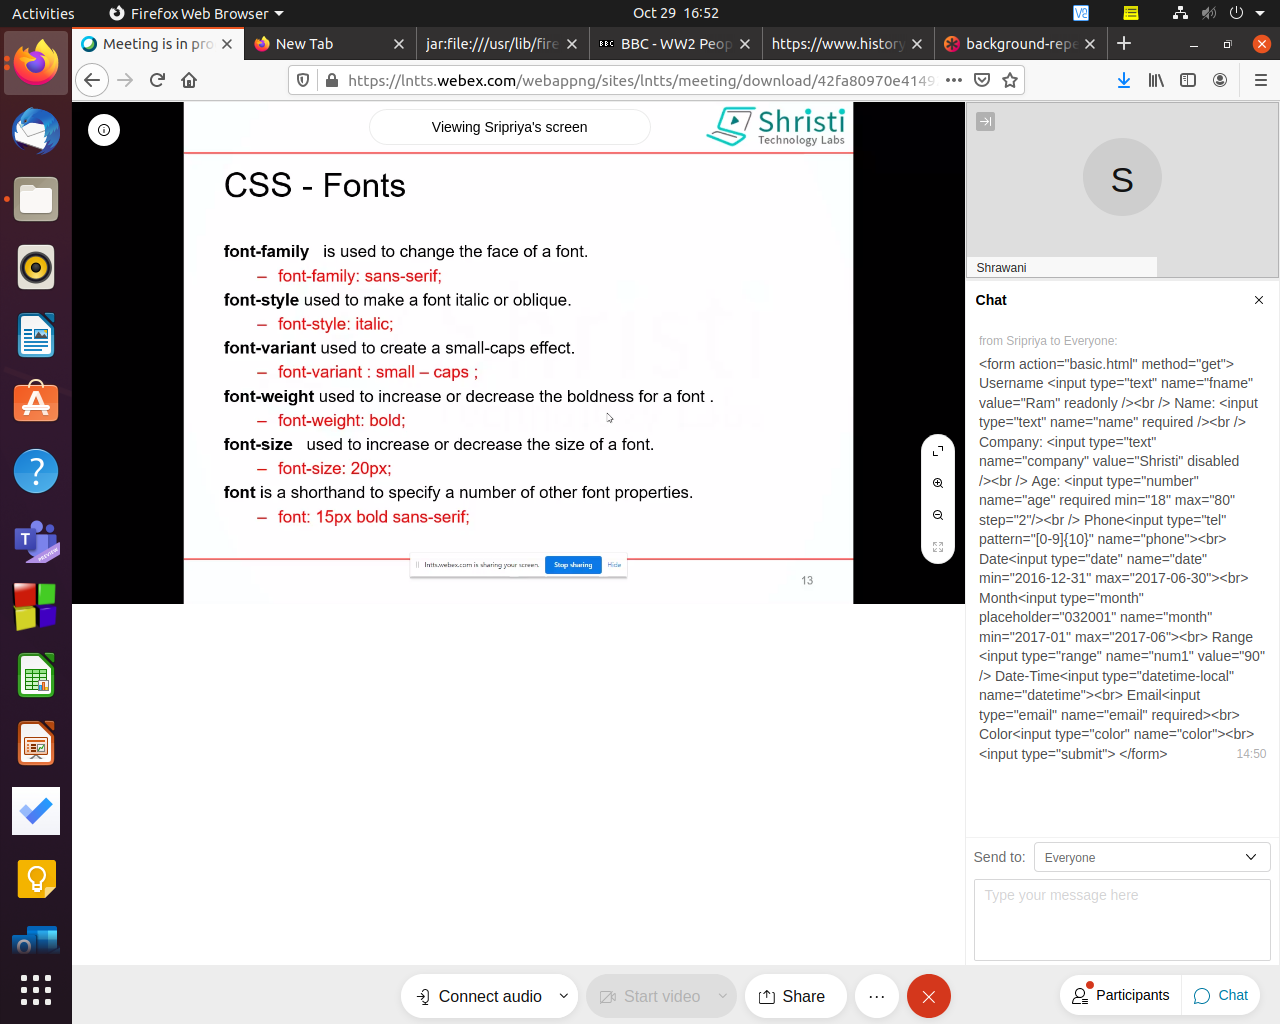 Activities
Firefox Web Browser
Oct 29 16:52
Meeting is in pro
New Tab
jar:file:///usr/lib/fire
BBC BBC - WW2 Peop
https://www.history
background-repe
https://lntts.webex.com/webappng/sites/lntts/meeting/download/42fa80970e4149
Viewing Sripriya's screen
Shristi
Technology Labs
CSS - Fonts
font-family is used to change the face of a font.
– font-family: sans-serif;
font-style used to make a font italic or oblique.
– font-style: italic;
font-variant used to create a small-caps effect.
– font-variant : small – caps ;
font-weight used to increase or decrease the boldness for a font .
– font-weight: bold;
font-size used to increase or decrease the size of a font.
– font-size: 20px;
font is a shorthand to specify a number of other font properties.
– font: 15px bold sans-serif;
lntts.webex.com is sharing your screen.
Stop sharing
Hide
13
S
Shrawani
Chat
from Sripriya to Everyone:
<form action="basic.html" method="get">
Username <input type="text" name="fname"
value="Ram" readonly /><br /> Name: <input
type="text" name="name" required /><br />
Company: <input type="text"
name="company" value="Shristi" disabled
/><br /> Age: <input type="number"
name="age" required min="18" max="80"
step="2"/><br /> Phone<input type="tel"
pattern="[0-9]{10}" name="phone"><br>
Date<input type="date" name="date"
min="2016-12-31" max="2017-06-30"><br>
Month<input type="month"
placeholder="032001" name="month"
min="2017-01" max="2017-06"><br> Range
<input type="range" name="num1" value="90"
/> Date-Time<input type="datetime-local"
name="datetime"><br> Email<input
type="email" name="email" required><br>
Color<input type="color" name="color"><br>
<input type="submit"> </form>
14:50
Send to:
Everyone
Type your message here
Connect audio
Start video
Share
Participants
Chat